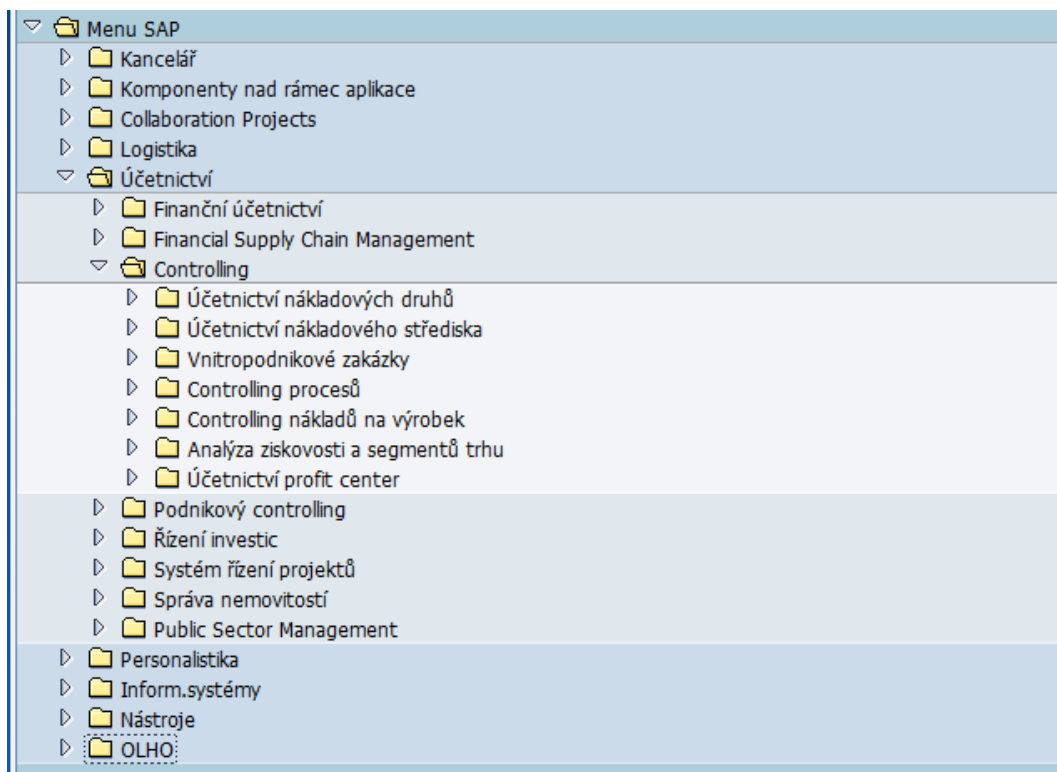 Menu SAP
Kancelář
Komponenty nad rámec aplikace
Collaboration Projects
Logistika
Účetnictví
Finanční účetnictví
Financial Supply Chain Management
Controlling
Účetnictví nákladových druhů
Účetnictví nákladového střediska
Vnitropodnikové zakázky
Controlling procesů
Controlling nákladů na výrobek
Analýza ziskovosti a segmentů trhu
Účetnictví profit center
Podnikový controlling
Řízení investic
Systém řízení projektů
Správa nemovitostí
Public Sector Management
Personalistika
Inform.systémy
Nástroje
OLHO